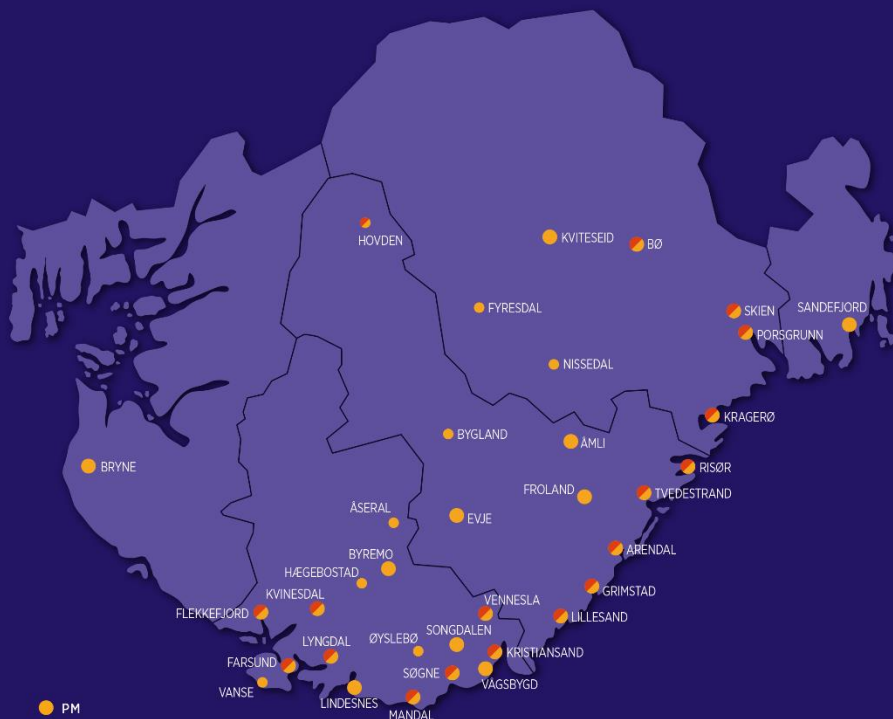 HOVDEN
KVITESEID
BØ
FYRESDAL
SKIEN
SANDEFJORD
PORSGRUNN
NISSEDAL
KRAGERØ
BYGLAND
ÅMLI
BRYNE
RISØR
FROLAND
TVEDESTRAND
ÅSERAL
EVJE
ARENDAL
BYREMO
HÆGEBOSTAD
GRIMSTAD
KVINESDAL
VENNESLA
FLEKKEFJORD
LILLESAND
SONGDALEN
LYNGDAL
ØYSLEBØ
KRISTIANSAND
FARSUND
SØGNE
VÅGSBYGD
VANSE
LINDESNES
MANDAL
PM